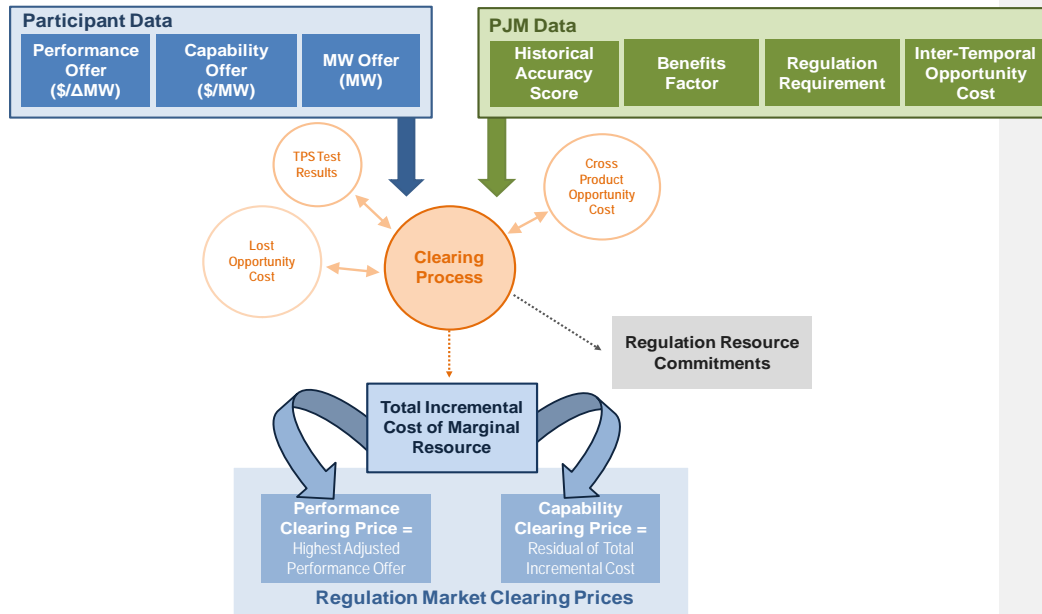 Participant Data
Performance
Offer
($/ΔMW)
Capability
Offer
($/MW)
MW Offer
(MW)
PJM Data
Historical
Accuracy
Score
Benefits
Factor
Regulation
Requirement
Inter-Temporal
Opportunity
Cost
TPS Test
Results
Cross
Product
Opportunity
Cost
Lost
Opportunity
Cost
Clearing
Process
Regulation Resource
Commitments
Total Incremental
Cost of Marginal
Resource
Performance
Clearing Price =
Highest Adjusted
Performance Offer
Capability
Clearing Price =
Residual of Total
Incremental Cost
Regulation Market Clearing Prices